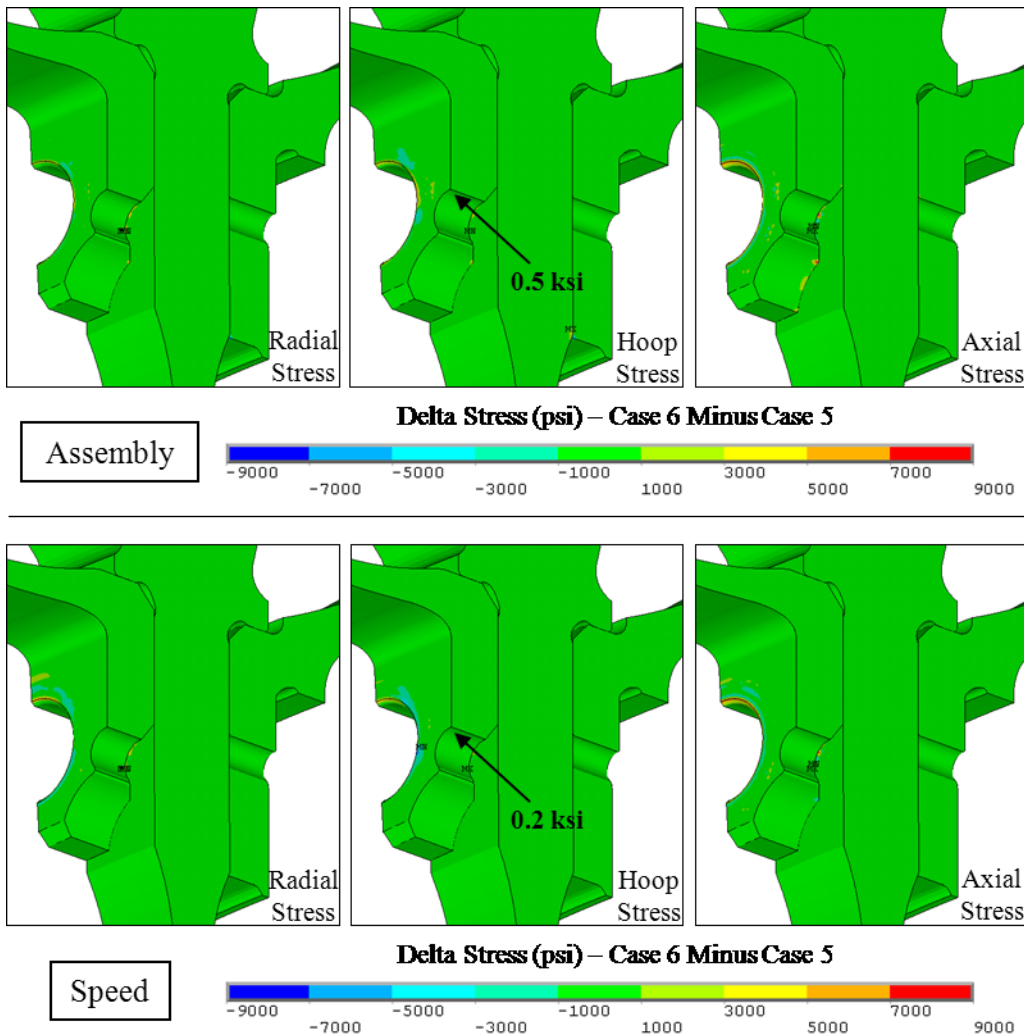 0.5 ksi
Radial
Stress
Hoop
Stress
Axial
Stress
MX
Delta Stress (psi) – Case 6 Minus Case 5
Assembly
-9000 -5000 -1000 3000 7000
-7000 -3000 1000 5000 9000
0.2 ksi
Radial
Stress
Hoop
Stress
Axial
Stress
Delta Stress (psi) – Case 6 Minus Case 5
Speed
-9000 -5000 -1000 3000 7000
-7000 -3000 1000 5000 9000